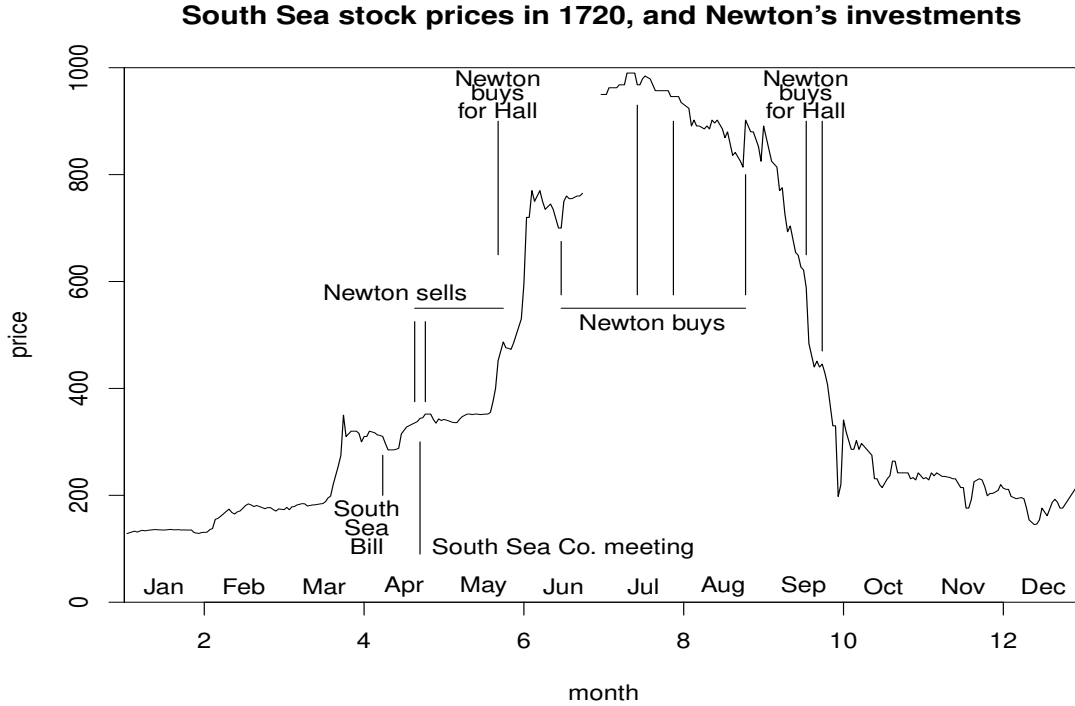 South Sea stock prices in 1720, and Newton's investments
1000
800
600
400
200
0
price
Newton
buys
for Hall
Newton
buys
for Hall
Newton sells
Newton buys
South
Sea
Bill
South Sea Co. meeting
Jan Feb Mar Apr May Jun Jul Aug Sep Oct Nov Dec
2 4 6 8 10 12
month